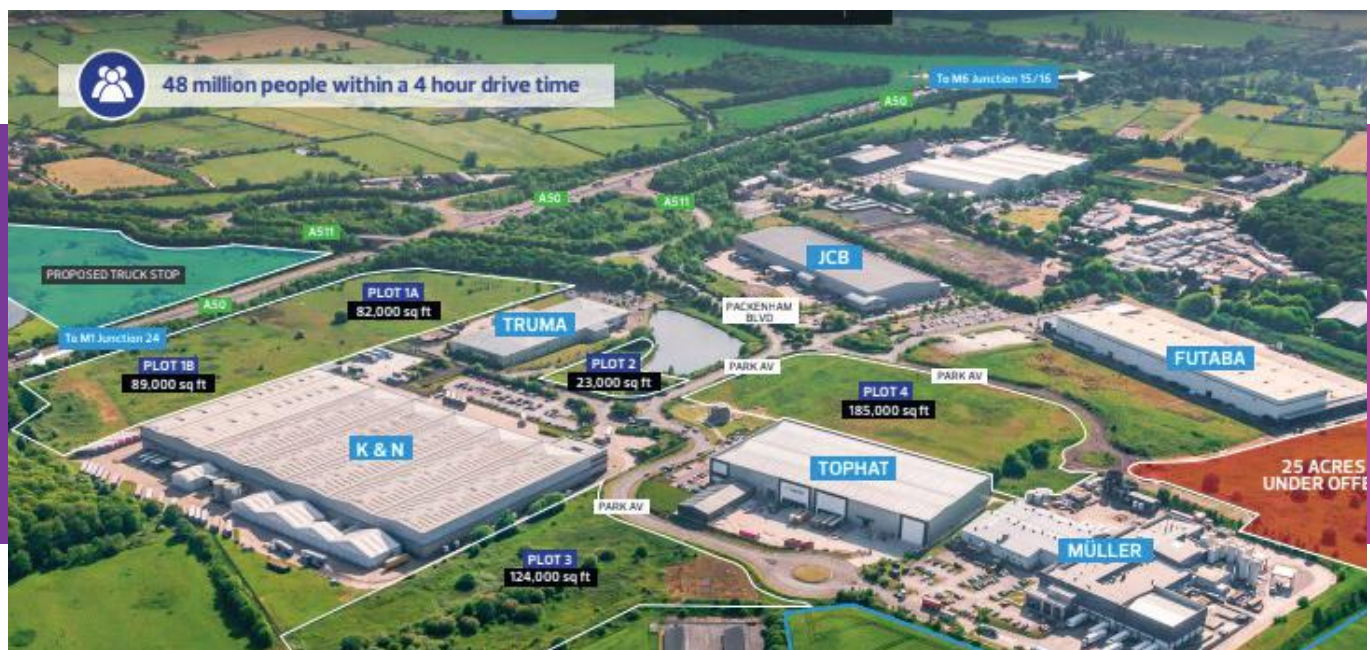 48 million people within a 4 hour drive time
To M6 Junction 15/16
A50
A50
A511
A511
PROPOSED TRUCK STOP
JCB
PLOT 1A
82,000 sq ft
A50
PACKENHAM
BLVD
TRUMA
To M1 Junction 24
FUTABA
PLOT 1B
89,000 sq ft
PLOT 2
23,000 sq ft
PARK AV
PARK AV
PLOT 4
185,000 sq ft
K & N
TOPHAT
25 ACRES
UNDER OFFE
PARK AV
MÜLLER
PLOT 3
124,000 sq ft